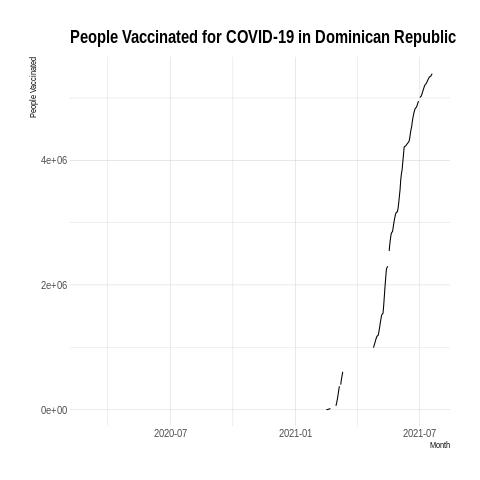 People Vaccinated for COVID-19 in Dominican Republic
People Vaccinated
4e+06
2e+06
0e+00
2020-07
2021-01
2021-07
Month